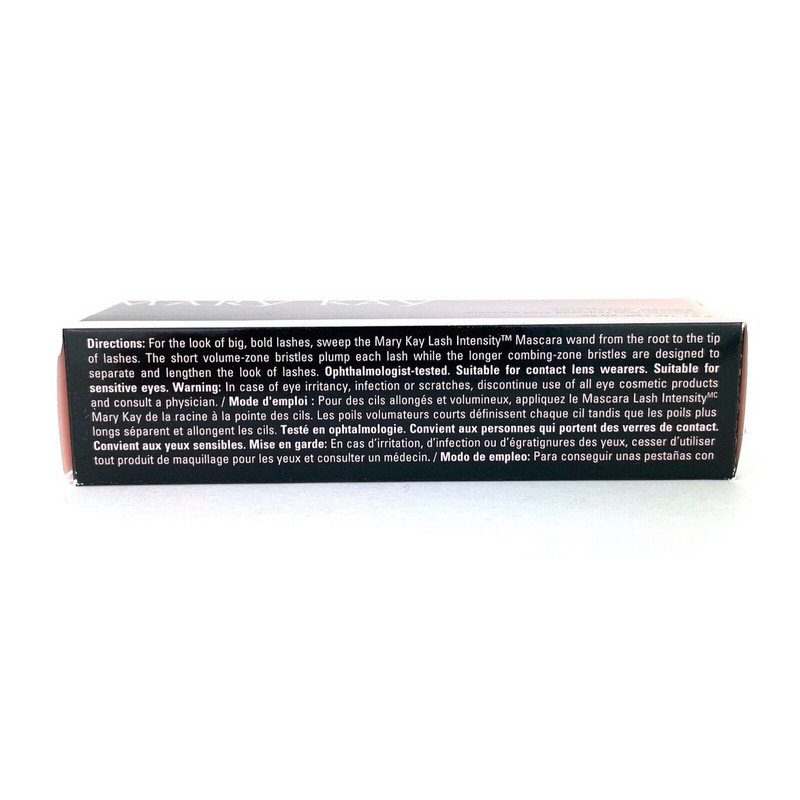 MARY KAY
Directions: For the look of big, bold lashes, sweep the Mary Kay Lash Intensity™ Mascara wand from the root to the tip
of lashes. The short volume-zone bristles plump each lash while the longer combing-zone bristles are designed to
separate and lengthen the look of lashes. Ophthalmologist-tested. Suitable for contact lens wearers. Suitable for
sensitive eyes. Warning: In case of eye irritancy, infection or scratches, discontinue use of all eye cosmetic products
and consult a physician. / Mode d'emploi : Pour des cils allongés et volumineux, appliquez le Mascara Lash Intensityᴹᶜ
Mary Kay de la racine à la pointe des cils. Les poils volumateurs courts définissent chaque cil tandis que les poils plus
longs séparent et allongent les cils. Testé en ophtalmologie. Convient aux personnes qui portent des verres de contact.
Convient aux yeux sensibles. Mise en garde: En cas d'irritation, d'infection ou d'égratignures des yeux, cesser d'utiliser
tout produit de maquillage pour les yeux et consulter un médecin. / Modo de empleo: Para conseguir unas pestañas con